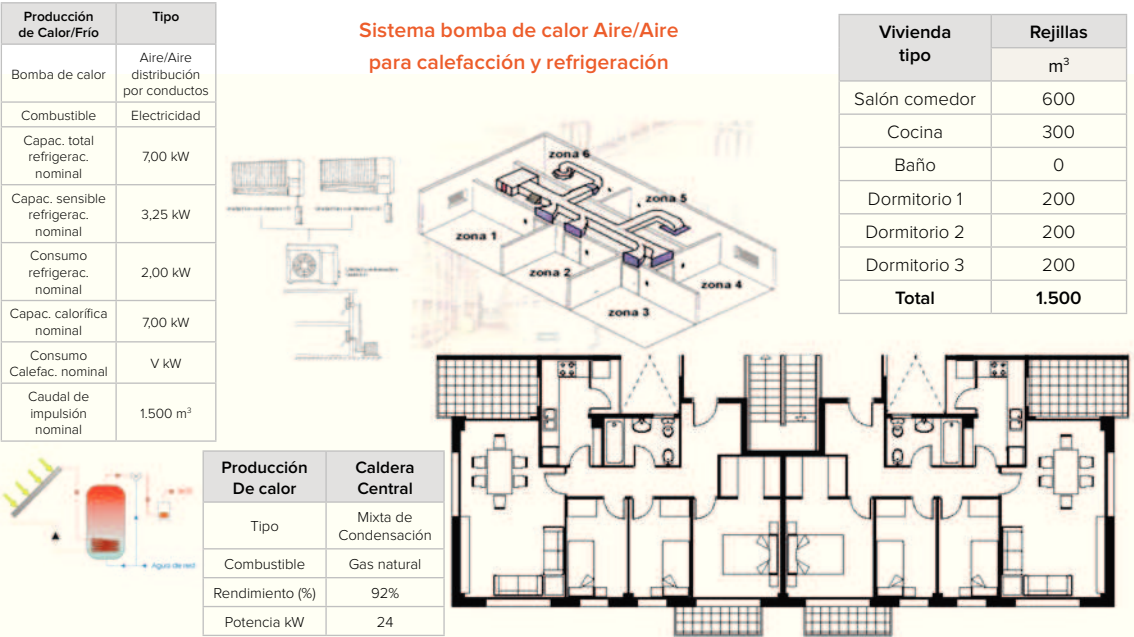 Sistema bomba de calor Aire/Aire
para calefacción y refrigeración
Producción
de Calor/Frío
Tipo
Bomba de calor
Aire/Aire
distribución
por conductos
Combustible
Electricidad
Capac. total
refrigerac.
nominal
7,00 kW
Capac. sensible
refrigerac.
nominal
3,25 kW
Consumo
refrigerac.
nominal
2,00 kW
Capac. calorífica
nominal
7,00 kW
Consumo
Calefac. nominal
V kW
Caudal de
impulsión
nominal
1.500 m³
zona 6
zona 5
zona 1
zona 2
zona 4
zona 3
Vivienda
tipo
Rejillas
m³
Salón comedor
600
Cocina
300
Baño
0
Dormitorio 1
200
Dormitorio 2
200
Dormitorio 3
200
Total
1.500
Agua de red
Producción
De calor
Caldera
Central
Tipo
Mixta de
Condensación
Combustible
Gas natural
Rendimiento (%)
92%
Potencia kW
24